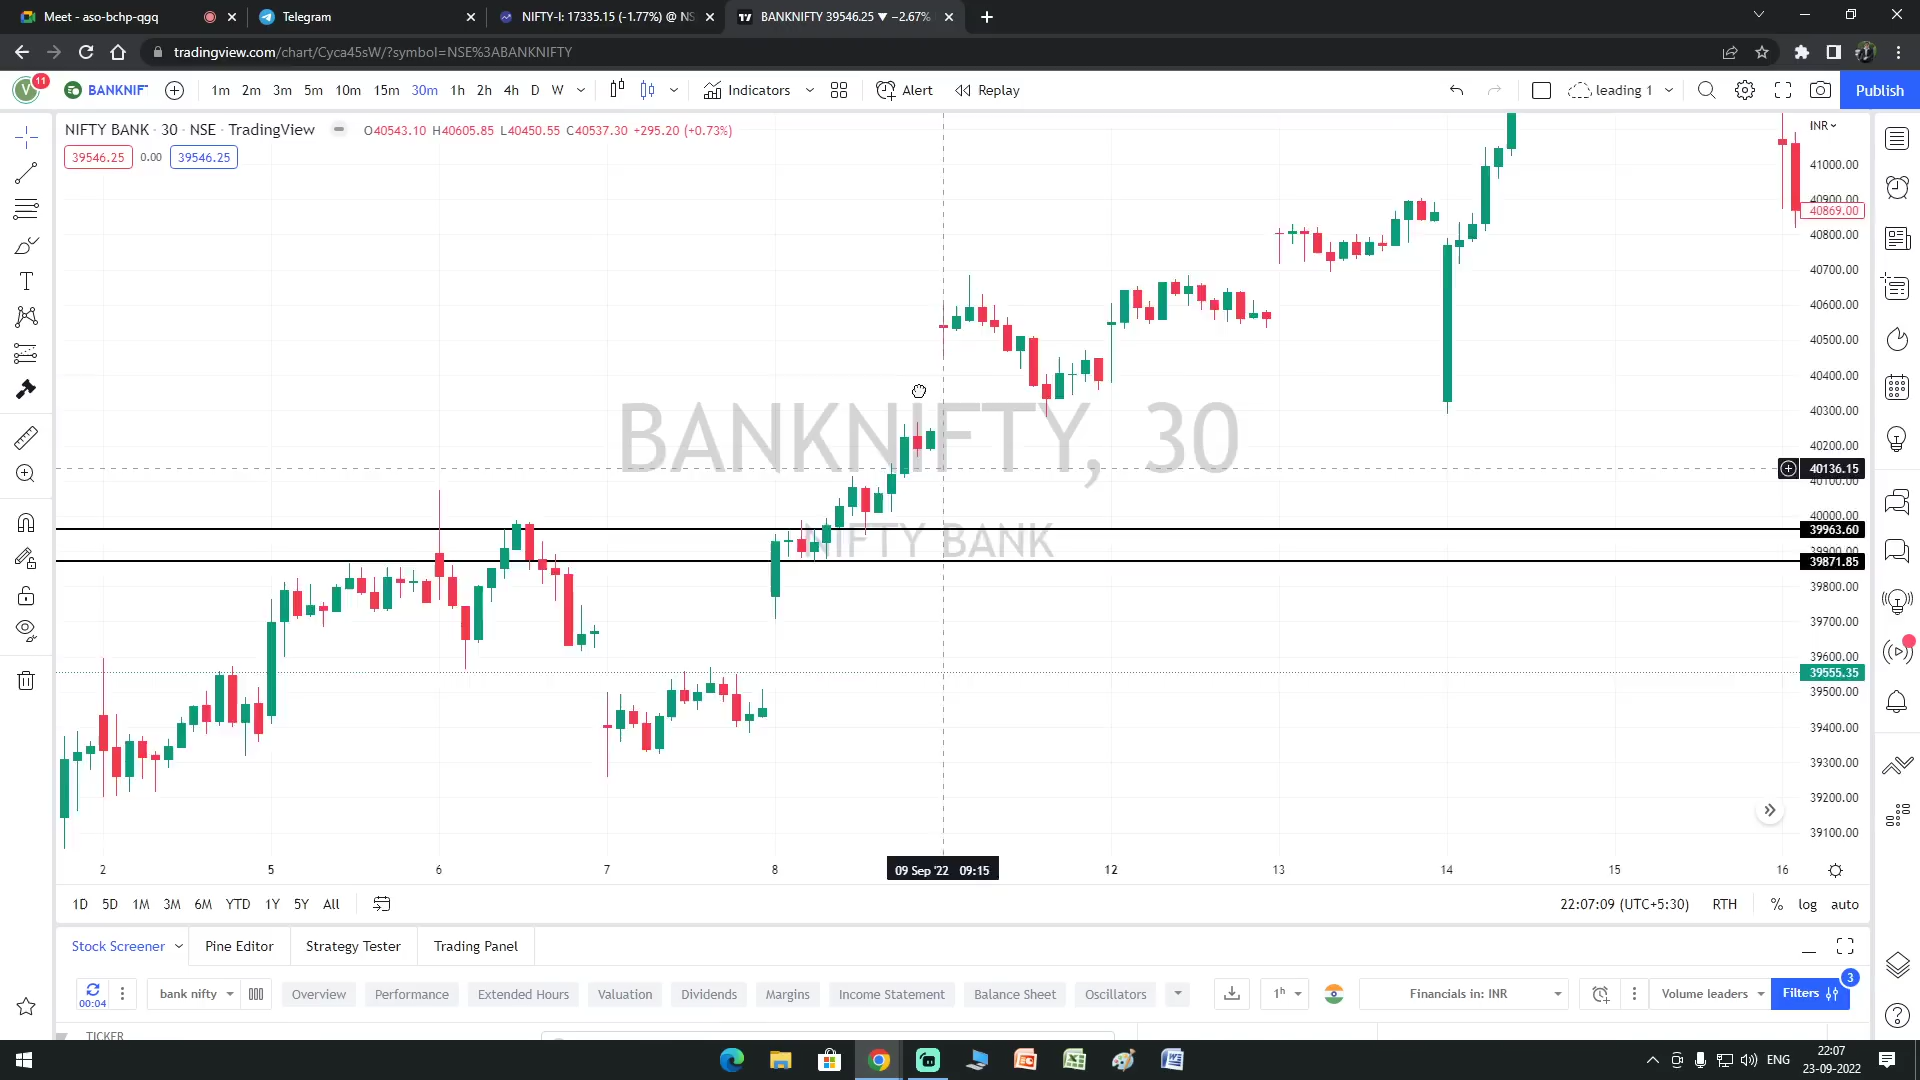 Meet - aso-bchp-qgq
Telegram
NIFTY-I: 17335.15 (-1.77%) @ NS
BANKNIFTY 39546.25 ▼ −2.67%
tradingview.com/chart/Cyca45sW/?symbol=NSE%3ABANKNIFTY
V
11
BANKNIF
1m 2m 3m 5m 10m 15m 30m 1h 2h 4h D W
Indicators
Alert
Replay
leading 1
Publish
NIFTY BANK · 30 · NSE · TradingView
O40543.10 H40605.85 L40450.55 C40537.30 +295.20 (+0.73%)
39546.25 0.00 39546.25
INR
41000.00
40900.00
40869.00
40800.00
40700.00
40600.00
40500.00
40400.00
40300.00
40200.00
40136.15
40100.00
40000.00
39963.60
39900.00
39871.85
39800.00
39700.00
39600.00
39555.35
39500.00
39400.00
39300.00
39200.00
39100.00
BANKNIFTY, 30
NIFTY BANK
2 5 6 7 8 09 Sep '22 09:15 12 13 14 15 16
1D 5D 1M 3M 6M YTD 1Y 5Y All
22:07:09 (UTC+5:30) RTH % log auto
Stock Screener Pine Editor Strategy Tester Trading Panel
00:04
bank nifty
Overview Performance Extended Hours Valuation Dividends Margins Income Statement Balance Sheet Oscillators
1h
Financials in: INR
Volume leaders
Filters
3
TICKER
ENG
22:07
23-09-2022